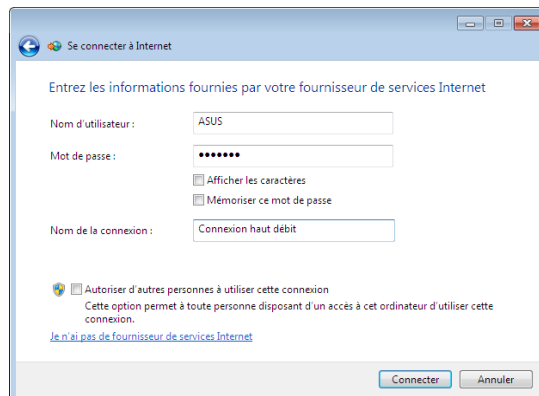 Se connecter à Internet
Entrez les informations fournies par votre fournisseur de services Internet
Nom d'utilisateur :
ASUS
Mot de passe :
•••••••
Afficher les caractères
Mémoriser ce mot de passe
Nom de la connexion :
Connexion haut débit
Autoriser d'autres personnes à utiliser cette connexion
Cette option permet à toute personne disposant d'un accès à cet ordinateur d'utiliser cette
connexion.
Je n'ai pas de fournisseur de services Internet
Connecter
Annuler